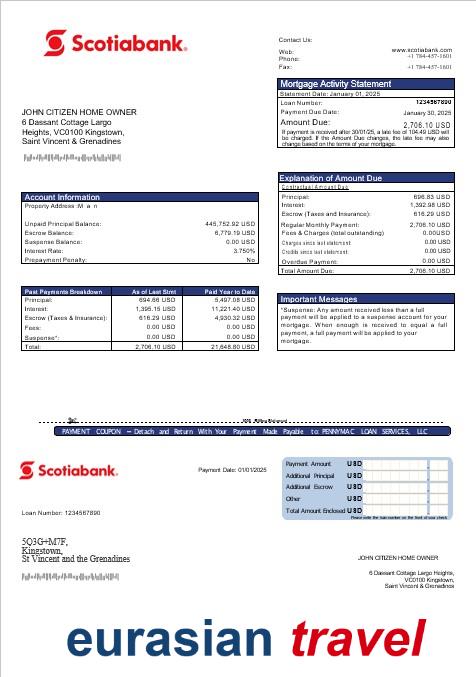 Scotiabank®
Contact Us:
Web: www.scotiabank.com
Phone: +1 784-457-1601
Fax: +1 784-457-1601
Mortgage Activity Statement
Statement Date: January 01, 2025
Loan Number: 1234567890
Payment Due Date: January 30, 2025
Amount Due: 2,706.10 USD
If payment is received after 30/01/25, a late fee of 104.49 USD will be charged. If the Amount Due Changes, the late fee may also change based on the terms of your mortgage.
JOHN CITIZEN HOME OWNER
6 Dassant Cottage Largo
Heights, VC0100 Kingstown,
Saint Vincent & Grenadines
Account Information
Property Address :M a n
Unpaid Principal Balance: 445,752.92 USD
Escrow Balance: 6,779.19 USD
Suspense Balance: 0.00 USD
Interest Rate: 3.750%
Prepayment Penalty: No
Explanation of Amount Due
Contractual Amount Due
Principal: 696.83 USD
Interest: 1,392.98 USD
Escrow (Taxes and Insurance): 616.29 USD
Regular Monthly Payment: 2,706.10 USD
Fees & Charges (total outstanding) 0.00USD
Charges since last statement: 0.00 USD
Credits since last statement: 0.00 USD
Overdue Payment: 0.00 USD
Total Amount Due: 2,706.10 USD
Past Payments Breakdown As of Last Stmt Paid Year to Date
Principal: 694.66 USD 5,497.08 USD
Interest: 1,395.15 USD 11,221.40 USD
Escrow (Taxes & Insurance): 616.29 USD 4,930.32 USD
Fees: 0.00 USD 0.00 USD
Suspense*: 0.00 USD 0.00 USD
Total: 2,706.10 USD 21,648.80 USD
Important Messages
*Suspense: Any amount received less than a full
payment will be applied to a suspense account for your
mortgage. When enough is received to equal a full
payment, a full payment will be applied to your
mortgage.
PAYMENT COUPON – Detach and Return With Your Payment Made Payable to: PENNYMAC LOAN SERVICES, LLC
Scotiabank®
Payment Date: 01/01/2025
Payment Amount USD
Additional Principal USD
Additional Escrow USD
Other USD
Total Amount Enclosed USD
Please write the loan number on the front of your check
Loan Number: 1234567890
5Q3G+M7F,
Kingstown,
St Vincent and the Grenadines
JOHN CITIZEN HOME OWNER
6 Dassant Cottage Largo Heights,
VC0100 Kingstown,
Saint Vincent & Grenadines
eurasian travel